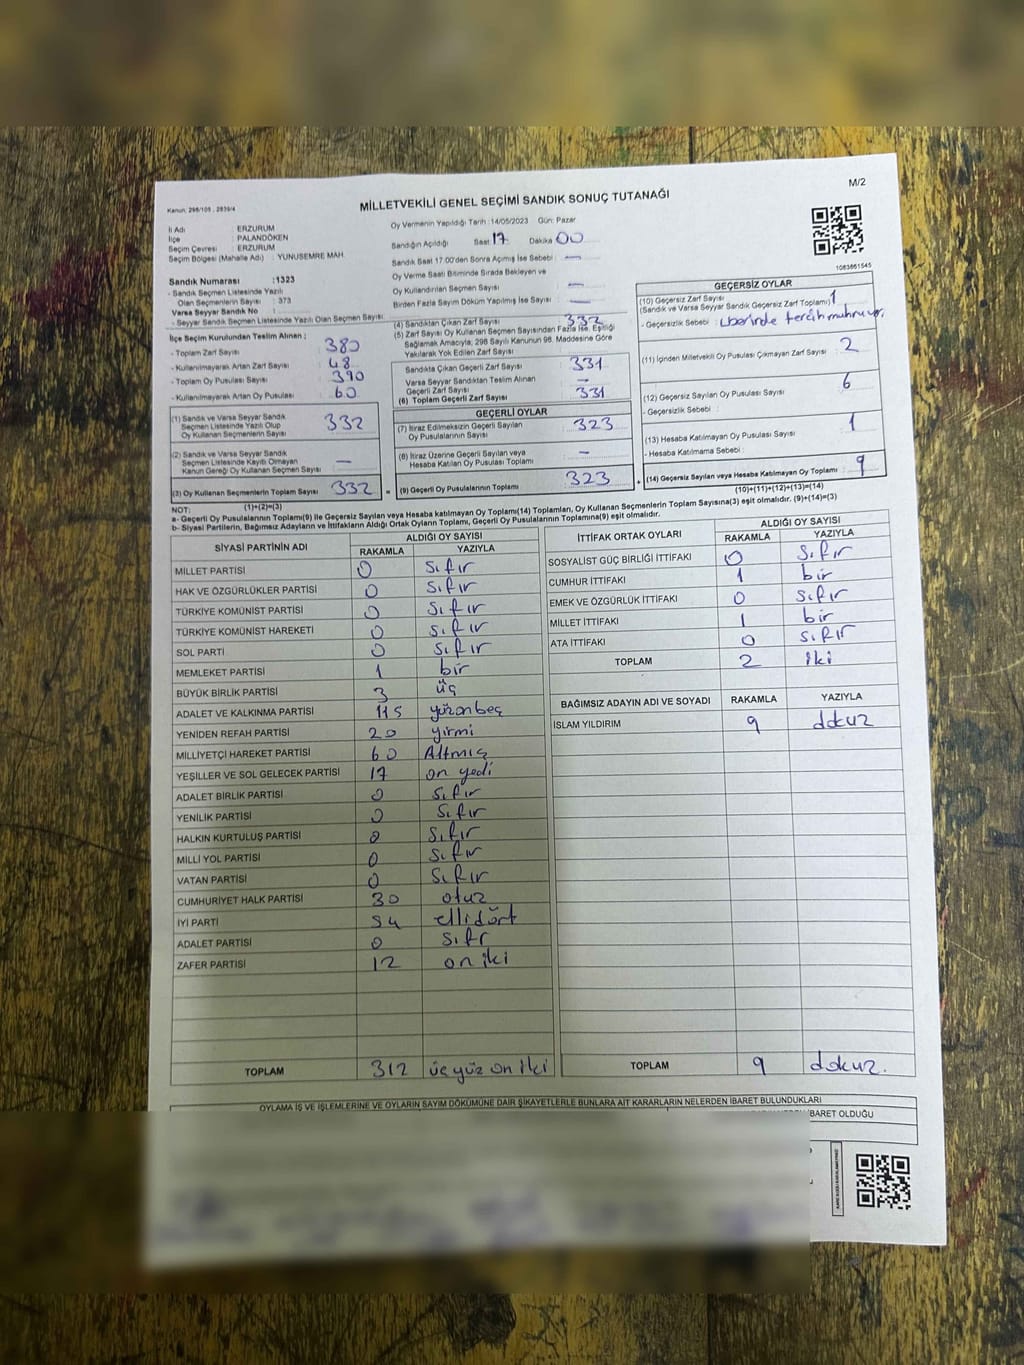 M/2
Kanun: 298/105 , 2839/4
MİLLETVEKİLİ GENEL SEÇİMİ SANDIK SONUÇ TUTANAĞI
İl Adı : ERZURUM
İlçe : PALANDÖKEN
Seçim Çevresi : ERZURUM
Seçim Bölgesi (Mahalle Adı) : YUNUSEMRE MAH.
Oy Vermenin Yapıldığı Tarih :14/05/2023 Gün: Pazar
Sandığın Açıldığı Saat 17 Dakika 00
Sandık Saat 17:00'den Sonra Açılmış İse Sebebi : —
Oy Verme Saati Bitiminde Sırada Bekleyen ve
Oy Kullandırılan Seçmen Sayısı : —
Birden Fazla Sayım Döküm Yapılmış İse Sayısı : —
1083861545
Sandık Numarası :1323
- Sandık Seçmen Listesinde Yazılı
Olan Seçmenlerin Sayısı : 373
Varsa Seyyar Sandık No :
- Seyyar Sandık Seçmen Listesinde Yazılı Olan Seçmen Sayısı:
İlçe Seçim Kurulundan Teslim Alınan ;
- Toplam Zarf Sayısı : 380
- Kullanılmayarak Artan Zarf Sayısı : 48
- Toplam Oy Pusulası Sayısı : 390
- Kullanılmayarak Artan Oy Pusulası : 60
(1) Sandık ve Varsa Seyyar Sandık
Seçmen Listesinde Yazılı Olup
Oy Kullanan Seçmenlerin Sayısı : 332
(2) Sandık ve Varsa Seyyar Sandık
Seçmen Listesinde Kayıtlı Olmayan
Kanun Gereği Oy Kullanan Seçmen Sayısı : —
(3) Oy Kullanan Seçmenlerin Toplam Sayısı : 332
(1)+(2)=(3)
(4) Sandıktan Çıkan Zarf Sayısı : 332
(5) Zarf Sayısı Oy Kullanan Seçmen Sayısından Fazla İse, Eşitliği
Sağlamak Amacıyla, 298 Sayılı Kanunun 98. Maddesine Göre
Yakılarak Yok Edilen Zarf Sayısı :
Sandıkta Çıkan Geçerli Zarf Sayısı : 331
Varsa Seyyar Sandıktan Teslim Alınan
Geçerli Zarf Sayısı : —
(6) Toplam Geçerli Zarf Sayısı : 331
GEÇERLİ OYLAR
(7) İtiraz Edilmeksizin Geçerli Sayılan
Oy Pusulalarının Sayısı : 323
(8) İtiraz Üzerine Geçerli Sayılan veya
Hesaba Katılan Oy Pusulası Toplamı : —
= (9) Geçerli Oy Pusulalarının Toplamı : 323
GEÇERSİZ OYLAR
(10) Geçersiz Zarf Sayısı
(Sandık ve Varsa Seyyar Sandık Geçersiz Zarf Toplamı) : 1
- Geçersizlik Sebebi : üzerinde tercih mührü var.
(11) İçinden Milletvekili Oy Pusulası Çıkmayan Zarf Sayısı : 2
(12) Geçersiz Sayılan Oy Pusulası Sayısı : 6
- Geçersizlik Sebebi :
(13) Hesaba Katılmayan Oy Pusulası Sayısı : 1
- Hesaba Katılmama Sebebi :
+ (14) Geçersiz Sayılan veya Hesaba Katılmayan Oy Toplamı : 9
(10)+(11)+(12)+(13)=(14)
NOT:
a- Geçerli Oy Pusulalarının Toplamı(9) ile Geçersiz Sayılan veya Hesaba katılmayan Oy Toplamı(14) Toplamları, Oy Kullanan Seçmenlerin Toplam Sayısına(3) eşit olmalıdır. (9)+(14)=(3)
b- Siyasi Partilerin, Bağımsız Adayların ve İttifakların Aldığı Ortak Oyların Toplamı, Geçerli Oy Pusulalarının Toplamına(9) eşit olmalıdır.
SİYASİ PARTİNİN ADI ALDIĞI OY SAYISI
RAKAMLA YAZIYLA
MİLLET PARTİSİ 0 Sıfır
HAK VE ÖZGÜRLÜKLER PARTİSİ 0 Sıfır
TÜRKİYE KOMÜNİST PARTİSİ 0 Sıfır
TÜRKİYE KOMÜNİST HAREKETİ 0 Sıfır
SOL PARTİ 0 Sıfır
MEMLEKET PARTİSİ 1 bir
BÜYÜK BİRLİK PARTİSİ 3 üç
ADALET VE KALKINMA PARTİSİ 115 yüzonbeş
YENİDEN REFAH PARTİSİ 20 yirmi
MİLLİYETÇİ HAREKET PARTİSİ 60 Altmış
YEŞİLLER VE SOL GELECEK PARTİSİ 17 on yedi
ADALET BİRLİK PARTİSİ 0 Sıfır
YENİLİK PARTİSİ 0 Sıfır
HALKIN KURTULUŞ PARTİSİ 0 Sıfır
MİLLİ YOL PARTİSİ 0 Sıfır
VATAN PARTİSİ 0 Sıfır
CUMHURİYET HALK PARTİSİ 30 otuz
İYİ PARTİ 54 ellidört
ADALET PARTİSİ 0 Sıfr
ZAFER PARTİSİ 12 on iki
TOPLAM 312 üçyüz on iki
İTTİFAK ORTAK OYLARI ALDIĞI OY SAYISI
RAKAMLA YAZIYLA
SOSYALİST GÜÇ BİRLİĞİ İTTİFAKI 0 Sıfır
CUMHUR İTTİFAKI 1 bir
EMEK VE ÖZGÜRLÜK İTTİFAKI 0 Sıfır
MİLLET İTTİFAKI 1 bir
ATA İTTİFAKI 0 Sıfır
TOPLAM 2 iki
BAĞIMSIZ ADAYIN ADI VE SOYADI RAKAMLA YAZIYLA
İSLAM YILDIRIM 9 dokuz
TOPLAM 9 dokuz.
OYLAMA İŞ VE İŞLEMLERİNE VE OYLARIN SAYIM DÖKÜMÜNE DAİR ŞİKAYETLERLE BUNLARA AİT KARARLARIN NELERDEN İBARET BULUNDUKLARI
İBARET OLDUĞU